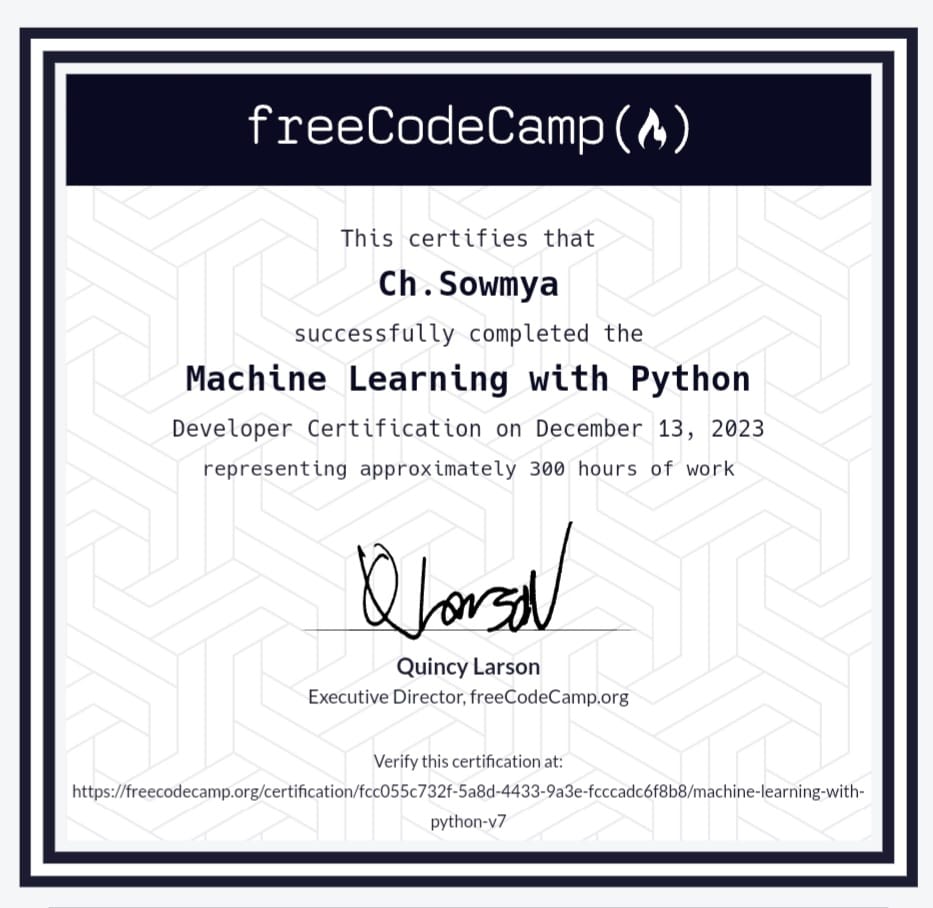 freeCodeCamp
This certifies that
Ch.Sowmya
successfully completed the
Machine Learning with Python
Developer Certification on December 13, 2023
representing approximately 300 hours of work
QLarson
Quincy Larson
Executive Director, freeCodeCamp.org
Verify this certification at:
https://freecodecamp.org/certification/fcc055c732f-5a8d-4433-9a3e-fcccadc6f8b8/machine-learning-with-
python-v7